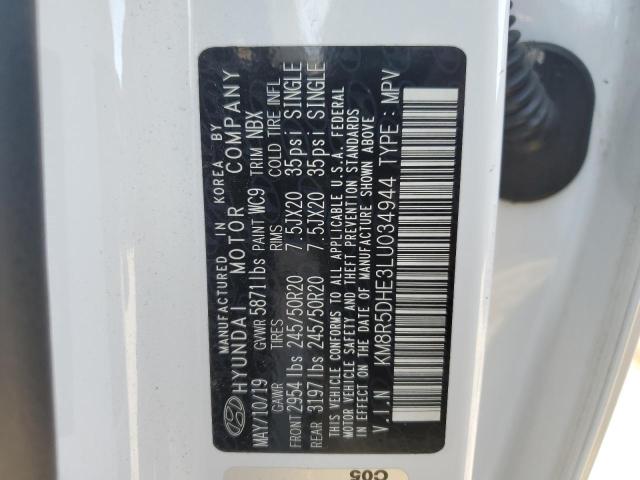 MANUFACTURED IN KOREA BY
HYUNDAI MOTOR COMPANY
MAY/10/19 GVWR 5871 lbs PAINT WC9 TRIM NBX
GAWR TIRES RIMS COLD TIRE INFL
FRONT 2954 lbs 245/50R20 7.5JX20 35psi SINGLE
REAR 3197 lbs 245/50R20 7.5JX20 35psi SINGLE
THIS VEHICLE CONFORMS TO ALL APPLICABLE U.S.A. FEDERAL
MOTOR VEHICLE SAFETY, BUMPER, AND THEFT PREVENTION STANDARDS
IN EFFECT ON THE DATE OF MANUFACTURE SHOWN ABOVE
V.I.N : KM8R5DHE3LU034944 TYPE : MPV
C05